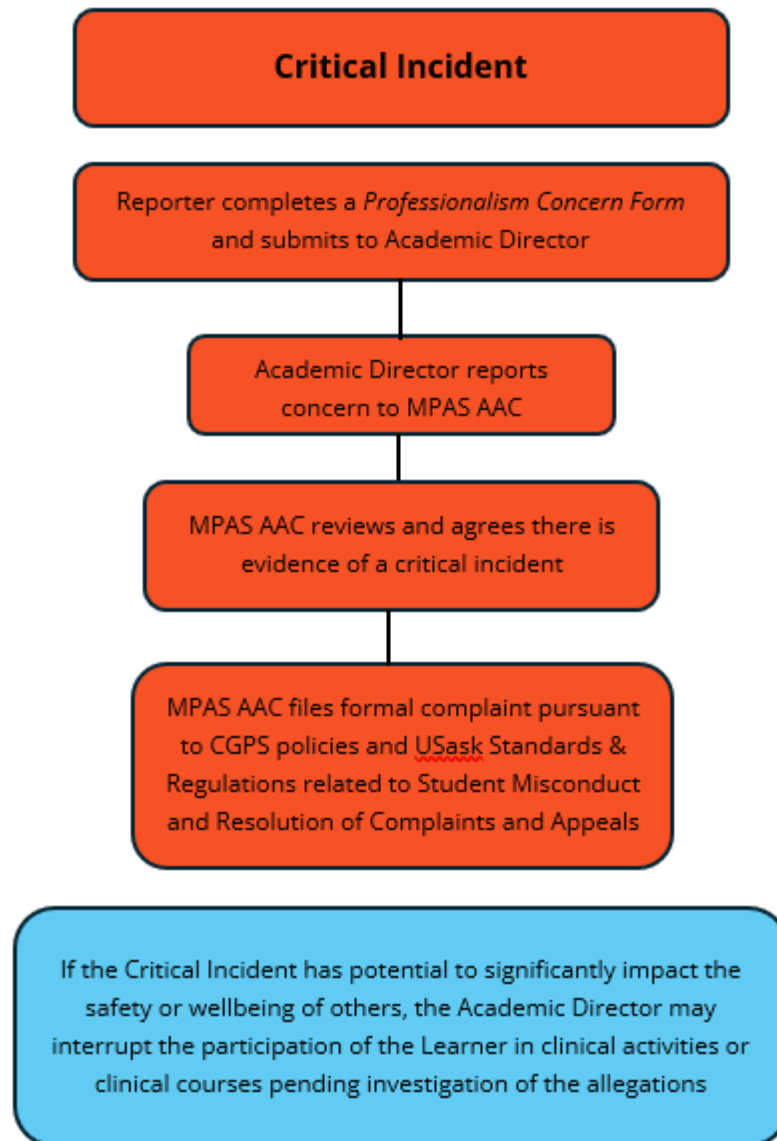 Critical Incident
Reporter completes a Professionalism Concern Form
and submits to Academic Director
Academic Director reports
concern to MPAS AAC
MPAS AAC reviews and agrees there is
evidence of a critical incident
MPAS AAC files formal complaint pursuant
to CGPS policies and USask Standards &
Regulations related to Student Misconduct
and Resolution of Complaints and Appeals
If the Critical Incident has potential to significantly impact the
safety or wellbeing of others, the Academic Director may
interrupt the participation of the Learner in clinical activities or
clinical courses pending investigation of the allegations